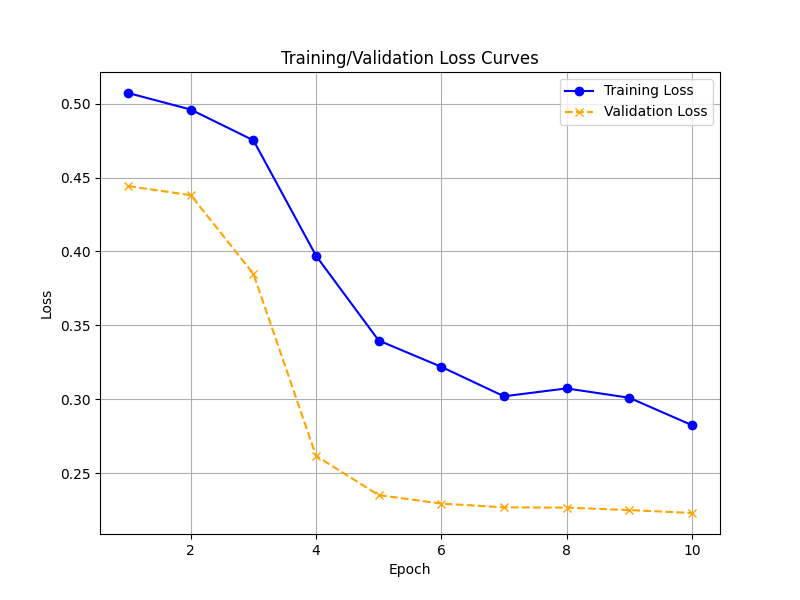 Training/Validation Loss Curves
Training Loss
Validation Loss
0.50
0.45
0.40
0.35
0.30
0.25
Loss
2 4 6 8 10
Epoch